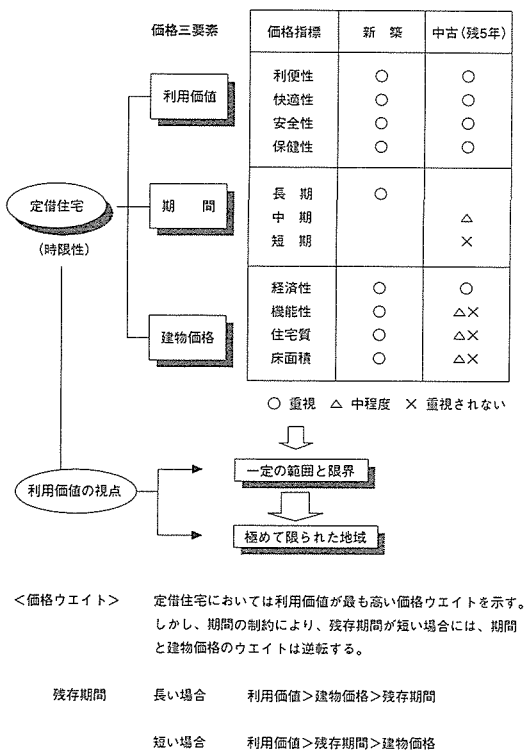 価格三要素
価格指標 新 築 中古(残5年)
利用価値
利便性 ○ ○
快適性 ○ ○
安全性 ○ ○
保健性 ○ ○
定借住宅
(時限性)
期 間
長 期 ○
中 期 △
短 期 ×
建物価格
経済性 ○ ○
機能性 ○ △×
住宅質 ○ △×
床面積 ○ △×
○ 重視 △ 中程度 × 重視されない
利用価値の視点
一定の範囲と限界
極めて限られた地域
<価格ウエイト> 定借住宅においては利用価値が最も高い価格ウエイトを示す。
しかし、期間の制約により、残存期間が短い場合には、期間
と建物価格のウエイトは逆転する。
残存期間 長い場合 利用価値>建物価格>残存期間
短い場合 利用価値>残存期間>建物価格